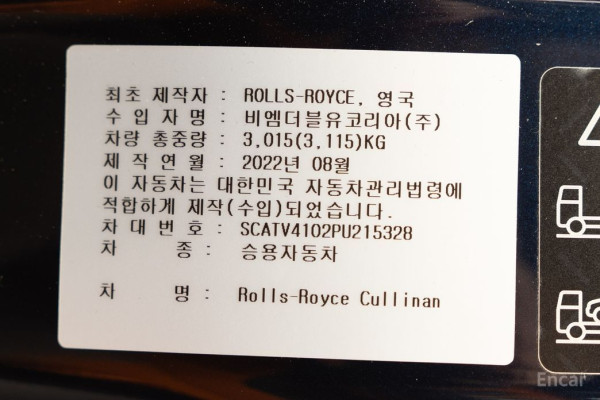 최초 제작자 : ROLLS-ROYCE, 영국
수 입 자 명 : 비엠더블유코리아(주)
차량 총중량 : 3,015(3,115)KG
제 작 연 월 : 2022년 08월
이 자동차는 대한민국 자동차관리법령에
적합하게 제작(수입)되었습니다.
차 대 번 호 : SCATV4102PU215328
차 종 : 승용자동차
차 명 : Rolls-Royce Cullinan
Encar